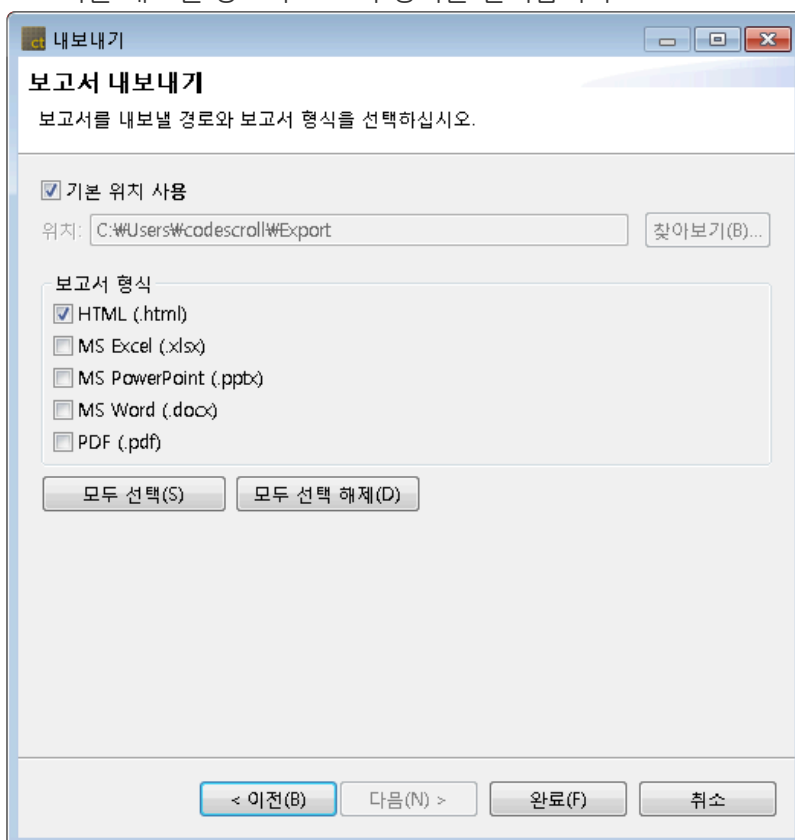 ct 내보내기
보고서 내보내기
보고서를 내보낼 경로와 보고서 형식을 선택하십시오.
기본 위치 사용
위치: C:₩Users₩codescroll₩Export 찾아보기(B)...
보고서 형식
HTML (.html)
MS Excel (.xlsx)
MS PowerPoint (.pptx)
MS Word (.docx)
PDF (.pdf)
모두 선택(S) 모두 선택 해제(D)
< 이전(B) 다음(N) > 완료(F) 취소